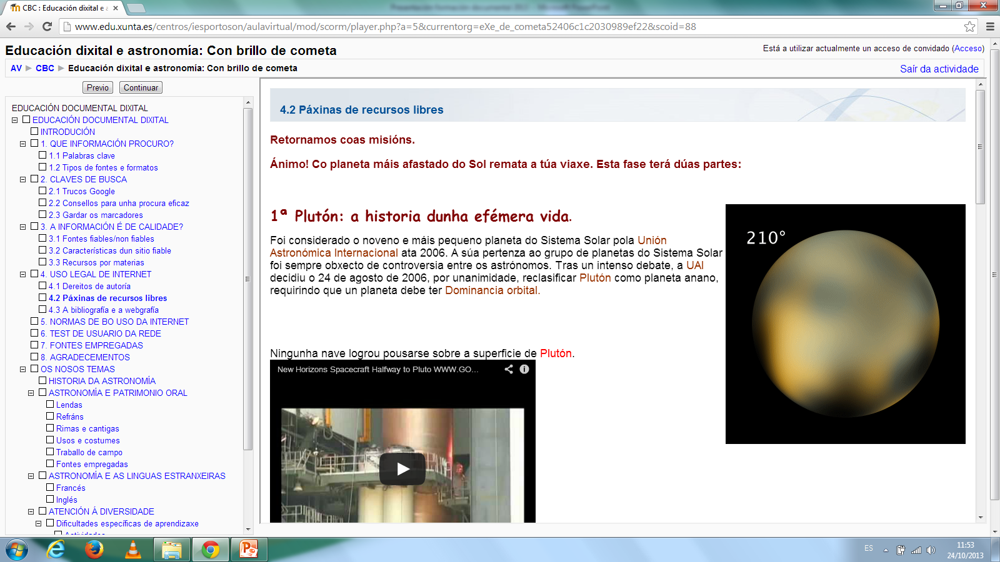 CBC : Educación dixital e a
Presentación formación documental 2013 - Microsoft PowerPoint
www.edu.xunta.es/centros/iesportoson/aulavirtual/mod/scorm/player.php?a=5&currentorg=eXe_de_cometa52406c1c2030989ef22&scoid=88
Educación dixital e astronomía: Con brillo de cometa
Está a utilizar actualmente un acceso de convidado (Acceso)
AV ► CBC ► Educación dixital e astronomía: Con brillo de cometa
Saír da actividade
Previo
Continuar
EDUCACIÓN DOCUMENTAL DIXITAL
EDUCACIÓN DOCUMENTAL DIXITAL
INTRODUCIÓN
1. QUE INFORMACIÓN PROCURO?
1.1 Palabras clave
1.2 Tipos de fontes e formatos
2. CLAVES DE BUSCA
2.1 Trucos Google
2.2 Consellos para unha procura eficaz
2.3 Gardar os marcadores
3. A INFORMACIÓN É DE CALIDADE?
3.1 Fontes fiables/non fiables
3.2 Características dun sitio fiable
3.3 Recursos por materias
4. USO LEGAL DE INTERNET
4.1 Dereitos de autoría
4.2 Páxinas de recursos libres
4.3 A bibliografía e a webgrafía
5. NORMAS DE BO USO DA INTERNET
6. TEST DE USUARIO DA REDE
7. FONTES EMPREGADAS
8. AGRADECEMENTOS
OS NOSOS TEMAS
HISTORIA DA ASTRONOMÍA
ASTRONOMÍA E PATRIMONIO ORAL
Lendas
Refráns
Rimas e cantigas
Usos e costumes
Traballo de campo
Fontes empregadas
ASTRONOMÍA E AS LINGUAS ESTRANXEIRAS
Francés
Inglés
ATENCIÓN Á DIVERSIDADE
Dificultades específicas de aprendizaxe
Actividades
4.2 Páxinas de recursos libres
Retornamos coas misións.
Ánimo! Co planeta máis afastado do Sol remata a túa viaxe. Esta fase terá dúas partes:
1ª Plutón: a historia dunha efémera vida.
Foi considerado o noveno e máis pequeno planeta do Sistema Solar pola Unión
Astronómica Internacional ata 2006. A súa pertenza ao grupo de planetas do Sistema Solar
foi sempre obxecto de controversia entre os astrónomos. Tras un intenso debate, a UAI
decidiu o 24 de agosto de 2006, por unanimidade, reclasificar Plutón como planeta anano,
requirindo que un planeta debe ter Dominancia orbital.
210°
Ningunha nave logrou pousarse sobre a superficie de Plutón.
New Horizons Spacecraft Halfway to Pluto WWW.GO...
ES
11:53
24/10/2013